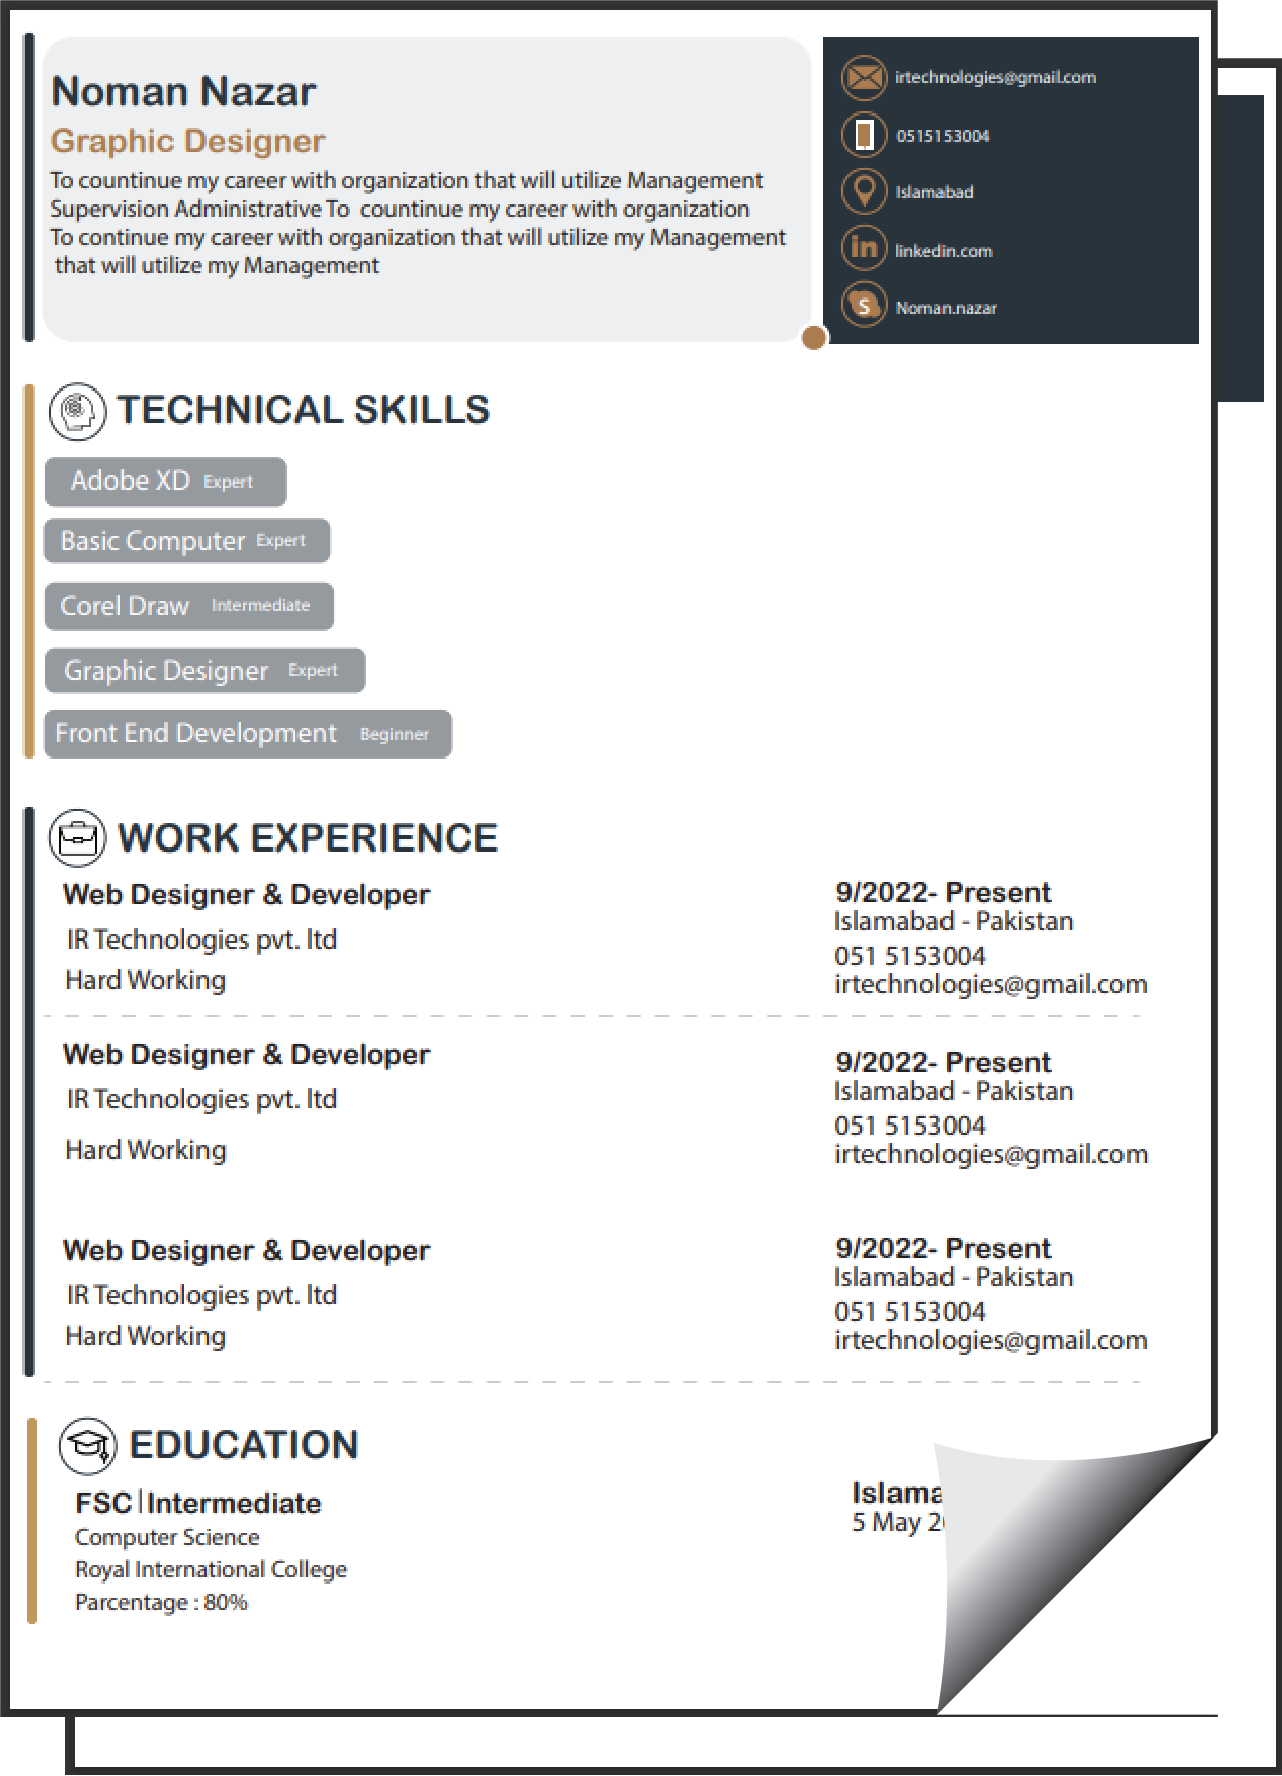 Noman Nazar
Graphic Designer
To countinue my career with organization that will utilize Management
Supervision Administrative To countinue my career with organization
To continue my career with organization that will utilize my Management
that will utilize my Management
irtechnologies@gmail.com
0515153004
Islamabad
linkedin.com
Noman.nazar
TECHNICAL SKILLS
Adobe XD Expert
Basic Computer Expert
Corel Draw Intermediate
Graphic Designer Expert
Front End Development Beginner
WORK EXPERIENCE
Web Designer & Developer
IR Technologies pvt. ltd
Hard Working
9/2022- Present
Islamabad - Pakistan
051 5153004
irtechnologies@gmail.com
Web Designer & Developer
IR Technologies pvt. ltd
Hard Working
9/2022- Present
Islamabad - Pakistan
051 5153004
irtechnologies@gmail.com
Web Designer & Developer
IR Technologies pvt. ltd
Hard Working
9/2022- Present
Islamabad - Pakistan
051 5153004
irtechnologies@gmail.com
EDUCATION
FSC|Intermediate
Computer Science
Royal International College
Parcentage : 80%
5 May